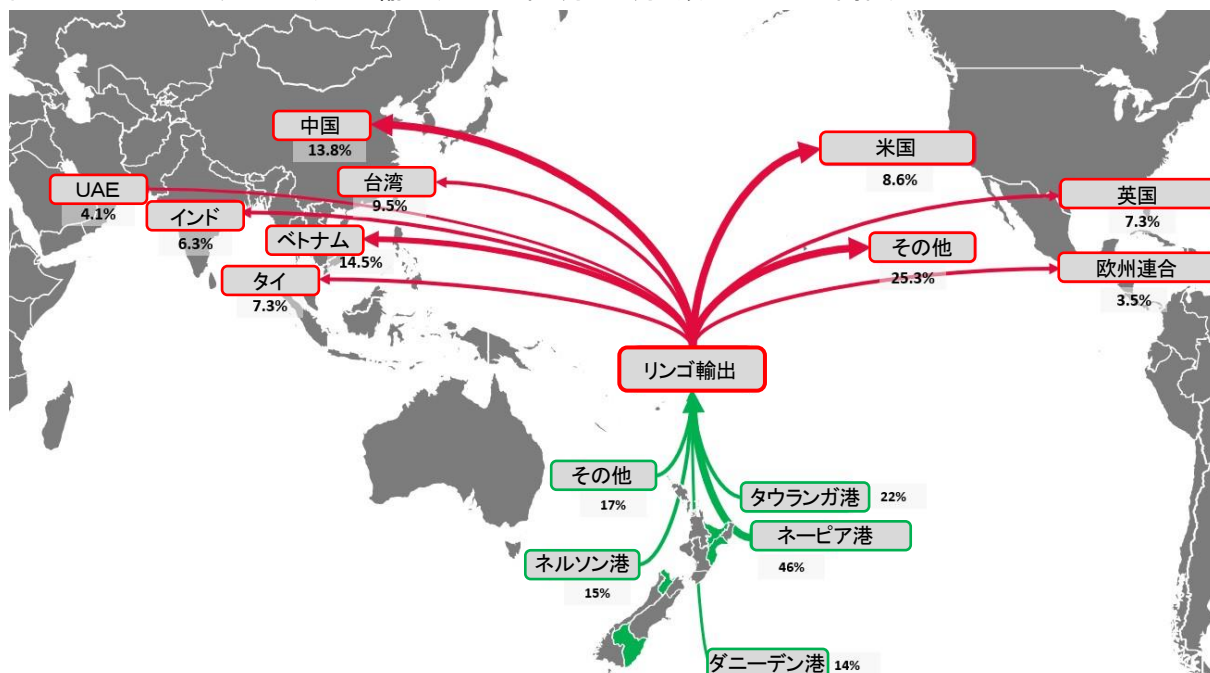 中国
13.8%
米国
8.6%
台湾
9.5%
UAE
4.1%
インド
6.3%
英国
7.3%
ベトナム
14.5%
その他
25.3%
タイ
7.3%
欧州連合
3.5%
リンゴ輸出
その他
17%
タウランガ港 22%
ネーピア港
46%
ネルソン港
15%
ダニーデン港 14%